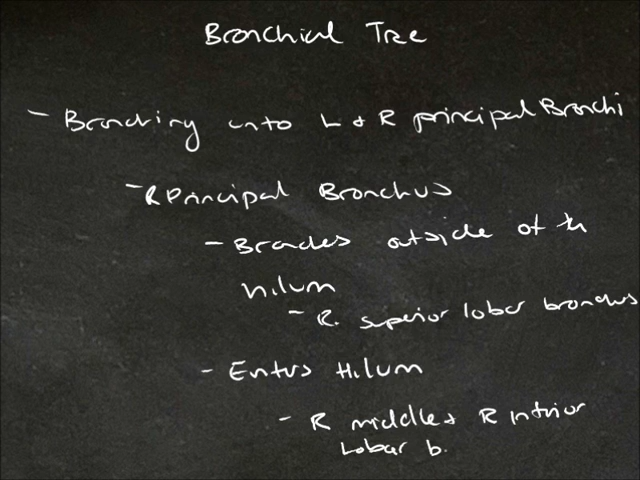 Bronchial Tree
- Branching into L & R principal Bronchi
- R Principal Bronchus
- Branches outside of the
hilum
- R. superior lobar bronchus
- Enters Hilum
- R middle & R inferior
lobar b.